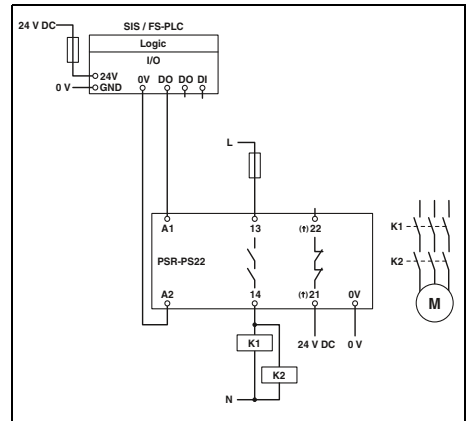 24 V DC
SIS / FS-PLC
Logic
I/O
24V
0V DO DO DI
0 V
GND
L
A1 13 (†) 22
K1
PSR-PS22
K2
M
A2 14 (†) 21 0V
K1
24 V DC 0 V
K2
N